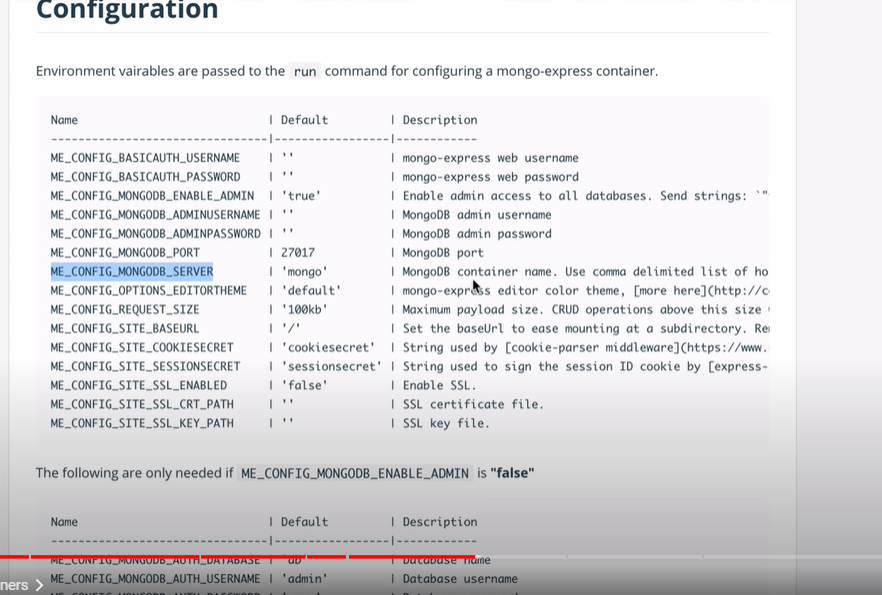 Configuration
Environment vairables are passed to the run command for configuring a mongo-express container.
Name | Default | Description
-------------------------------|-----------------|------------
ME_CONFIG_BASICAUTH_USERNAME | '' | mongo-express web username
ME_CONFIG_BASICAUTH_PASSWORD | '' | mongo-express web password
ME_CONFIG_MONGODB_ENABLE_ADMIN | 'true' | Enable admin access to all databases. Send strings: `"
ME_CONFIG_MONGODB_ADMINUSERNAME | '' | MongoDB admin username
ME_CONFIG_MONGODB_ADMINPASSWORD | '' | MongoDB admin password
ME_CONFIG_MONGODB_PORT | 27017 | MongoDB port
ME_CONFIG_MONGODB_SERVER | 'mongo' | MongoDB container name. Use comma delimited list of ho
ME_CONFIG_OPTIONS_EDITORTHEME | 'default' | mongo-express editor color theme, [more here](http://c
ME_CONFIG_REQUEST_SIZE | '100kb' | Maximum payload size. CRUD operations above this size
ME_CONFIG_SITE_BASEURL | '/' | Set the baseUrl to ease mounting at a subdirectory. Re
ME_CONFIG_SITE_COOKIESECRET | 'cookiesecret' | String used by [cookie-parser middleware](https://www.
ME_CONFIG_SITE_SESSIONSECRET | 'sessionsecret' | String used to sign the session ID cookie by [express-
ME_CONFIG_SITE_SSL_ENABLED | 'false' | Enable SSL.
ME_CONFIG_SITE_SSL_CRT_PATH | '' | SSL certificate file.
ME_CONFIG_SITE_SSL_KEY_PATH | '' | SSL key file.
The following are only needed if ME_CONFIG_MONGODB_ENABLE_ADMIN is "false"
Name | Default | Description
-------------------------------|-----------------|------------
ME_CONFIG_MONGODB_AUTH_DATABASE | 'db' | Database name
ME_CONFIG_MONGODB_AUTH_USERNAME | 'admin' | Database username
ners